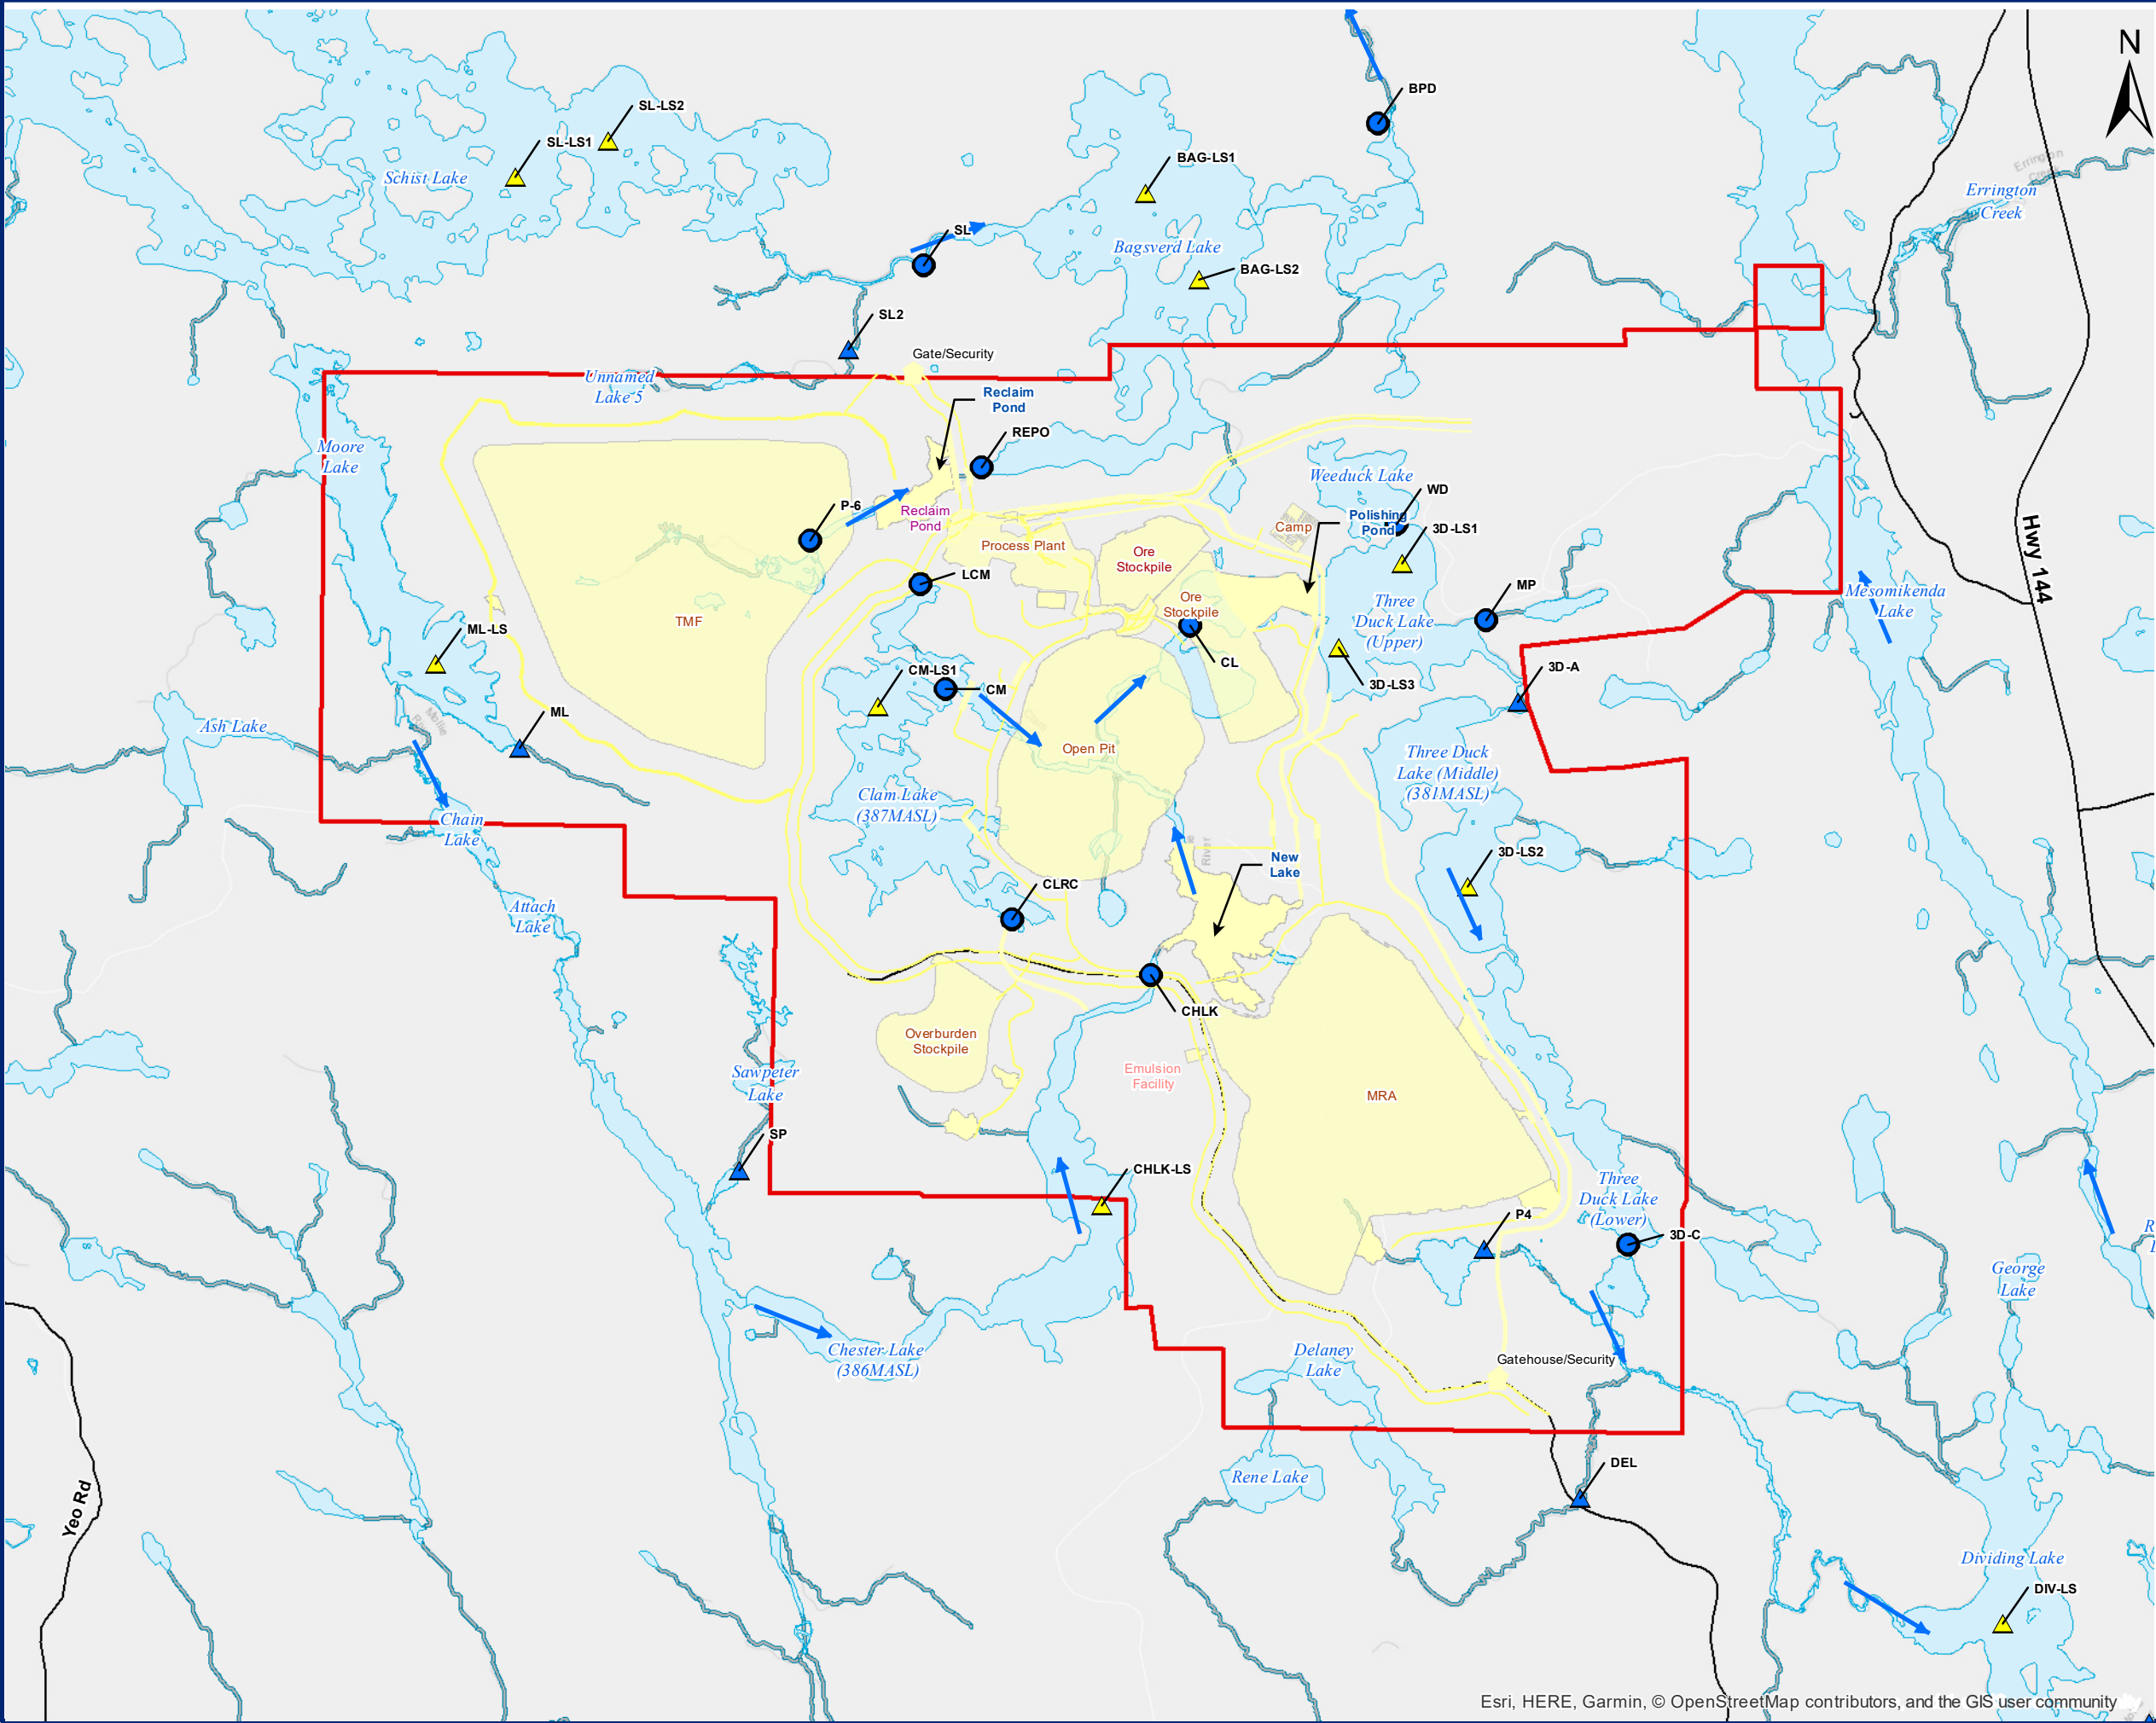 N
BPD
SL-LS2
SL-LS1
Schist Lake
BAG-LS1
Errington
Errington
Creek
SL
Bagsverd Lake
BAG-LS2
SL2
Gate/Security
Unnamed
Lake 5
Reclaim
Pond
REPO
Moore
Lake
Weeduck Lake
WD
P-6
Reclaim
Pond
Polishing
Pond
3D-LS1
Camp
Process Plant
Ore
Stockpile
Hwy 144
LCM
Ore
Stockpile
MP
Mesomikenda
Lake
Three
Duck Lake
(Upper)
TMF
ML-LS
CL
CM-LS1
CM
3D-LS3
3D-A
ML
Mollie
River
Ash Lake
Open Pit
Three Duck
Lake (Middle)
(381MASL)
Clam Lake
(387MASL)
Chain
Lake
River
3D-LS2
New
Lake
CLRC
Attach
Lake
CHLK
Overburden
Stockpile
Emulsion
Facility
Sawpeter
Lake
MRA
SP
CHLK-LS
Three
Duck Lake
(Lower)
P4
3D-C
George
Lake
Chester Lake
(386MASL)
Delaney
Lake
Gatehouse/Security
Rene Lake
DEL
Yeo Rd
Dividing Lake
DIV-LS
Esri, HERE, Garmin, © OpenStreetMap contributors, and the GIS user community